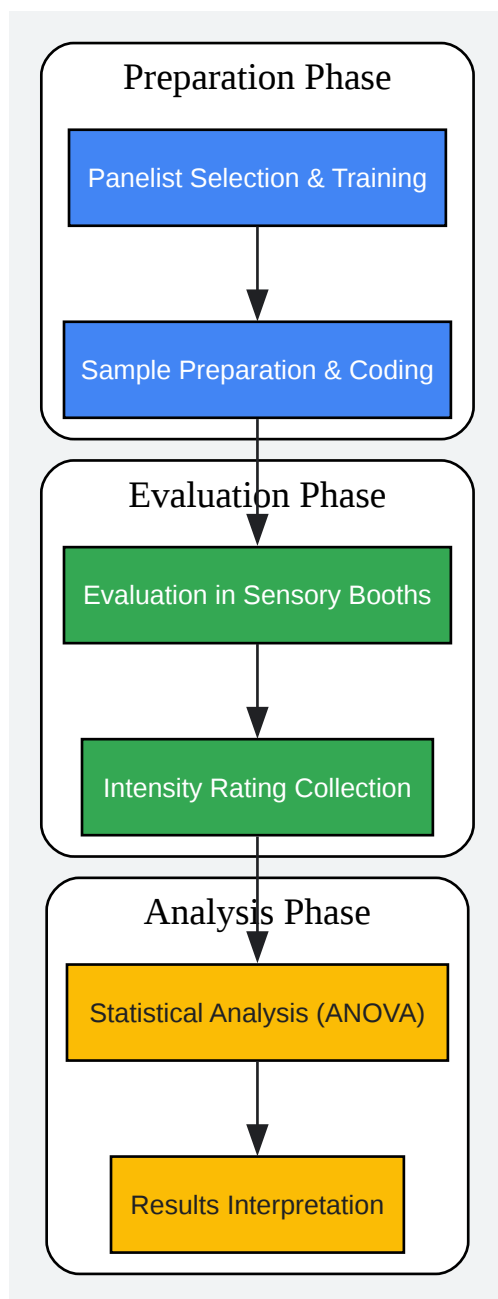 Preparation Phase
Panelist Selection & Training
Sample Preparation & Coding
Evaluation Phase
Evaluation in Sensory Booths
Intensity Rating Collection
Analysis Phase
Statistical Analysis (ANOVA)
Results Interpretation